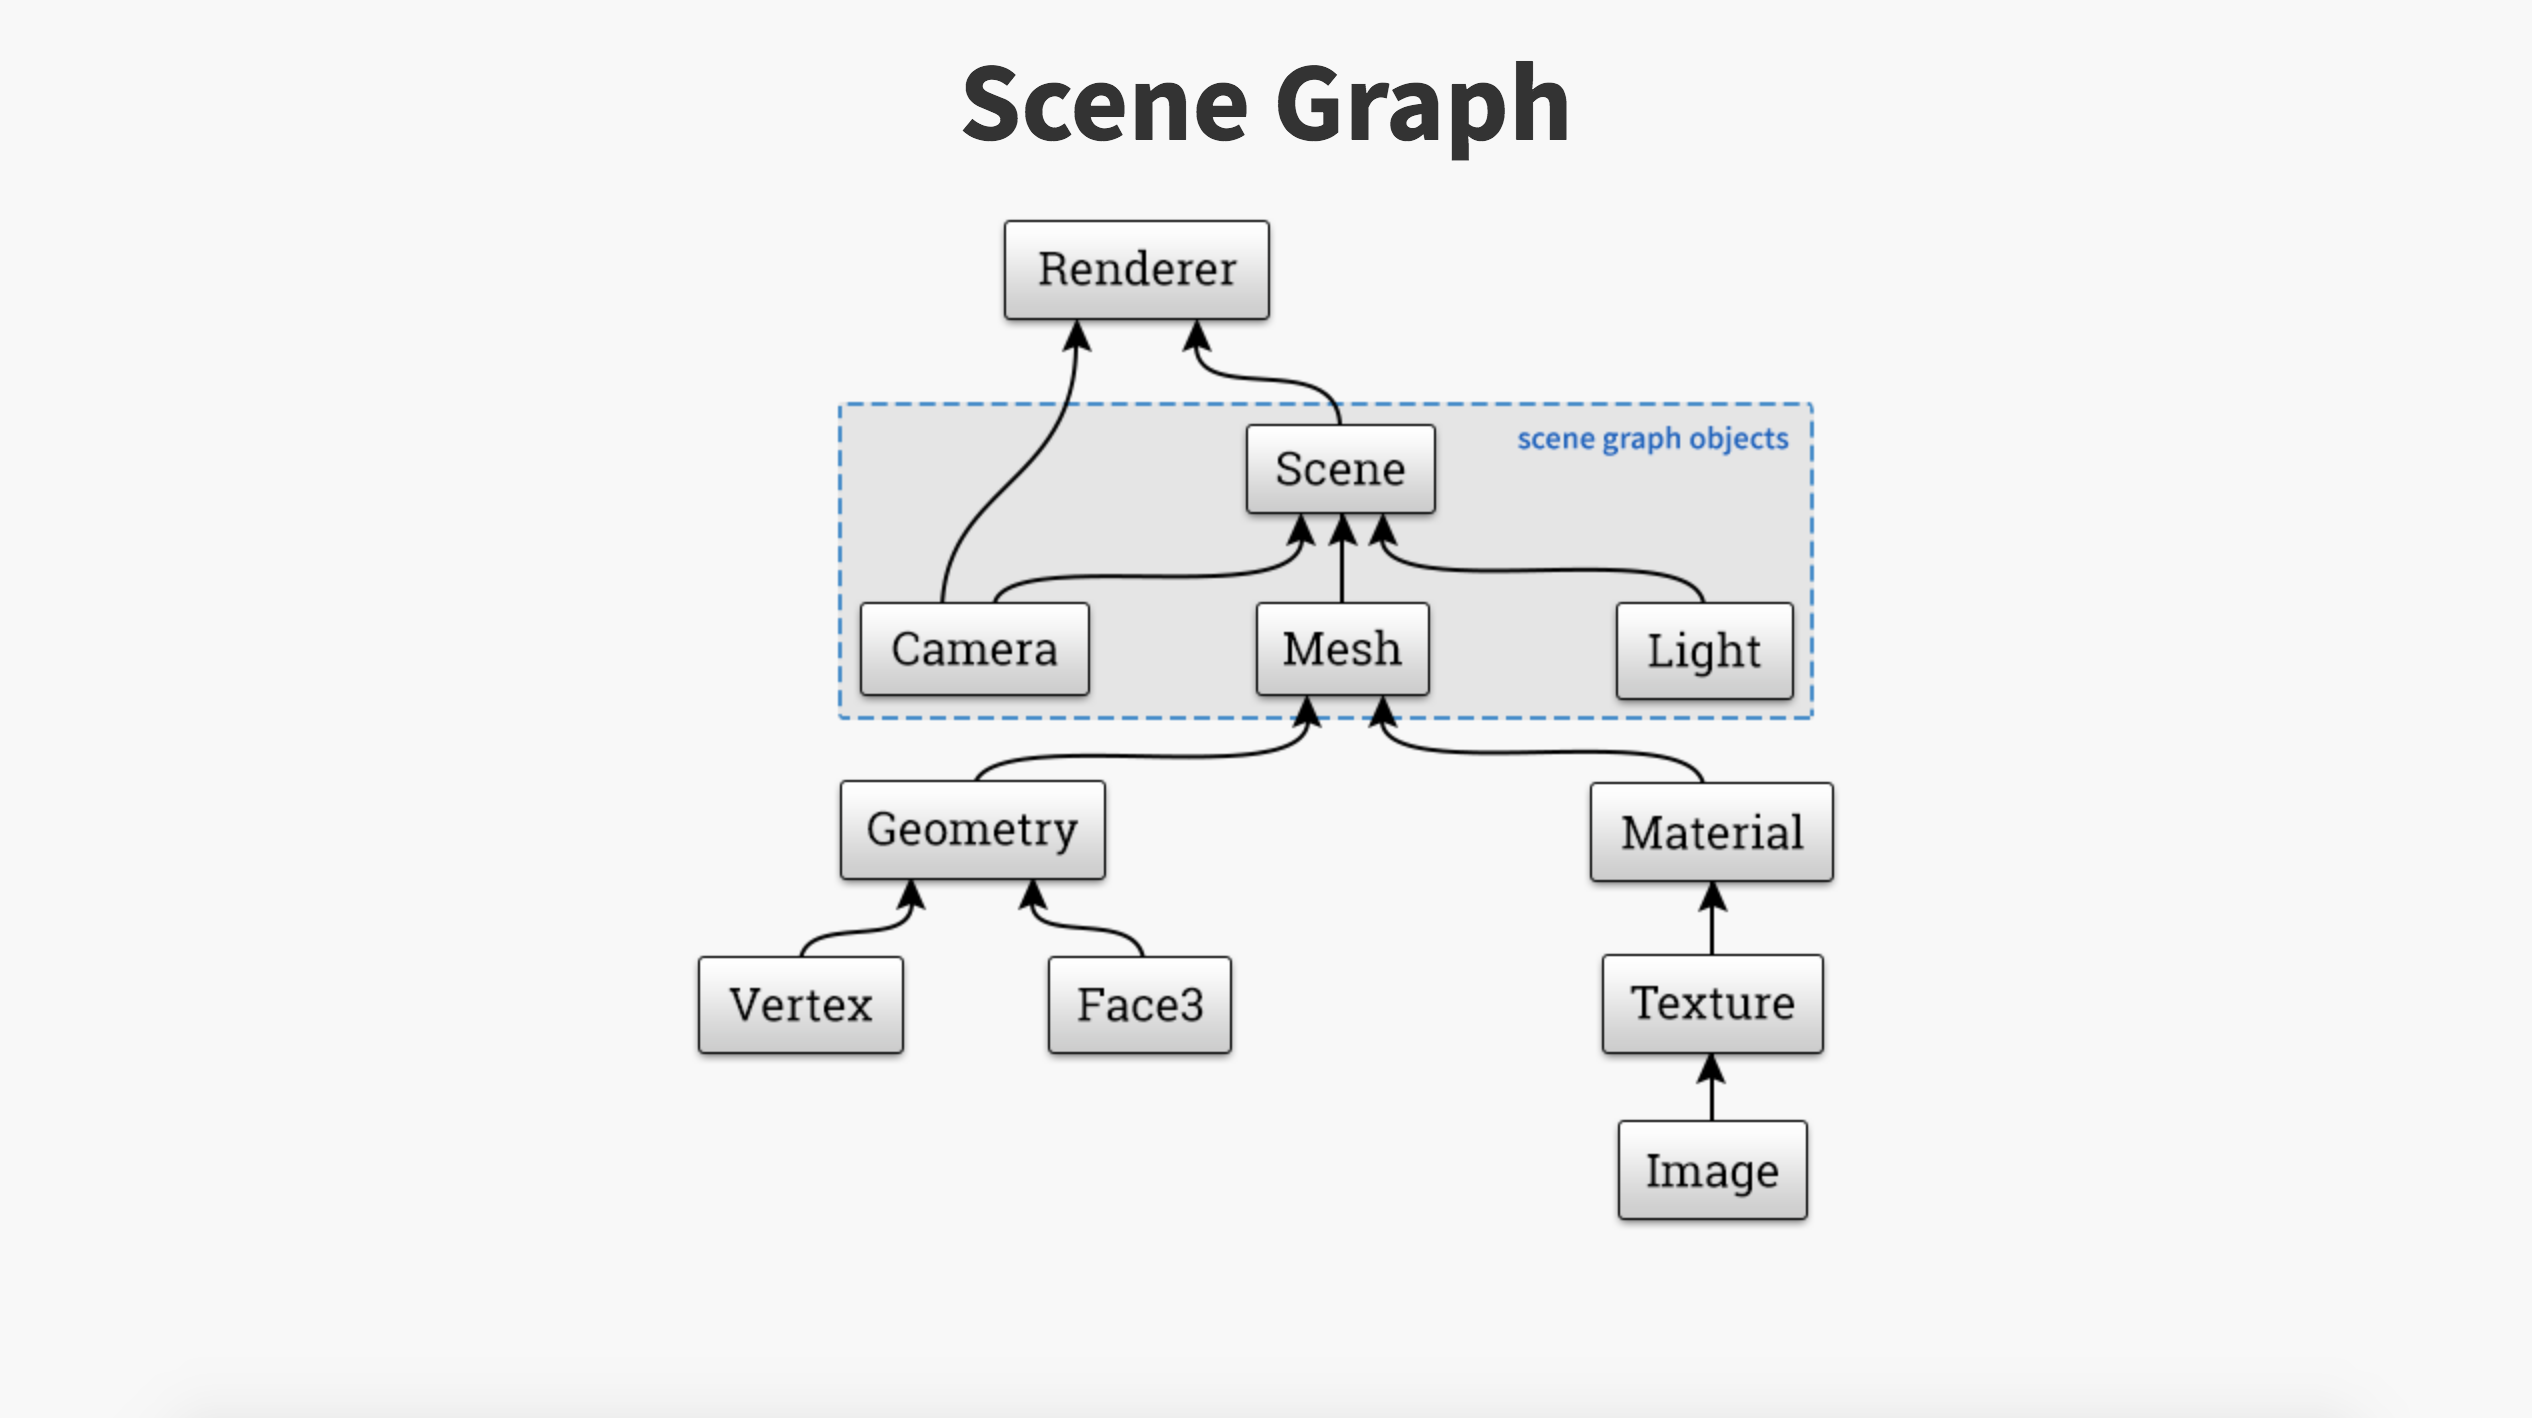 Scene Graph
Renderer
scene graph objects
Scene
Camera
Mesh
Light
Geometry
Material
Vertex
Face3
Texture
Image